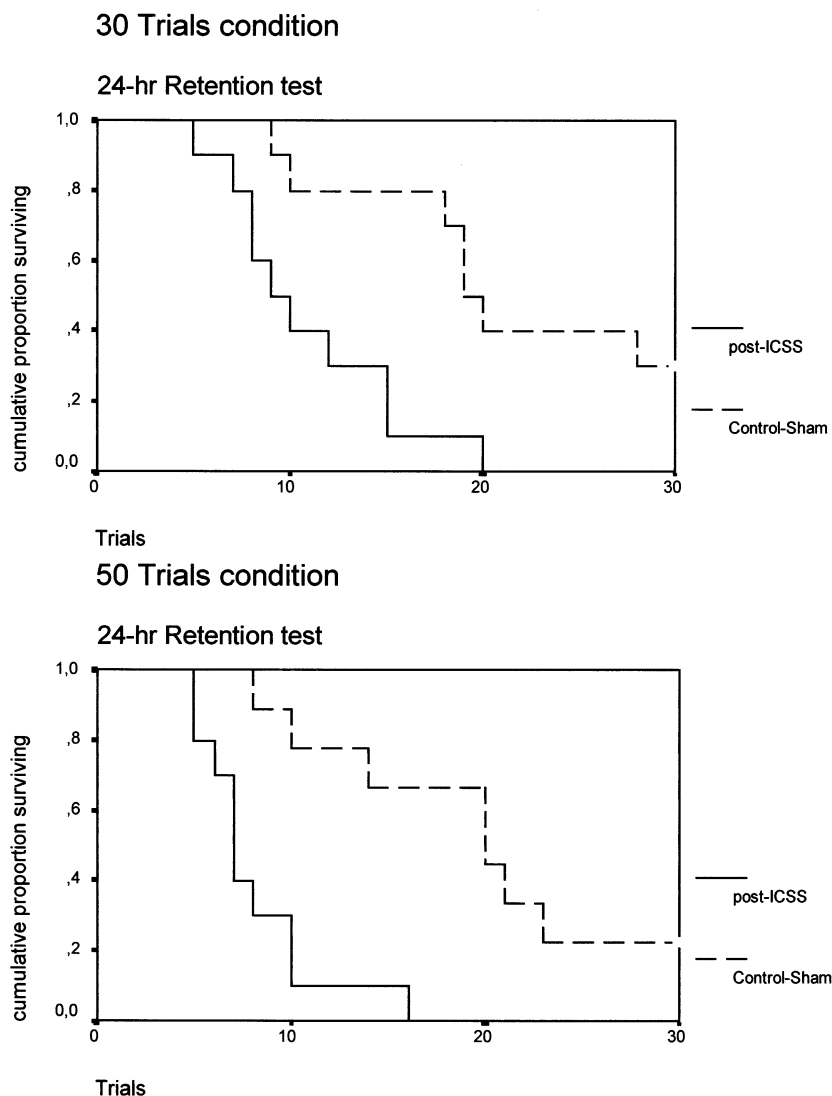 30 Trials condition
24-hr Retention test
cumulative proportion surviving
1,0
,8
,6
,4
,2
0,0
0
10
20
30
Trials
post-ICSS
Control-Sham
50 Trials condition
24-hr Retention test
cumulative proportion surviving
1,0
,8
,6
,4
,2
0,0
0
10
20
30
Trials
post-ICSS
Control-Sham